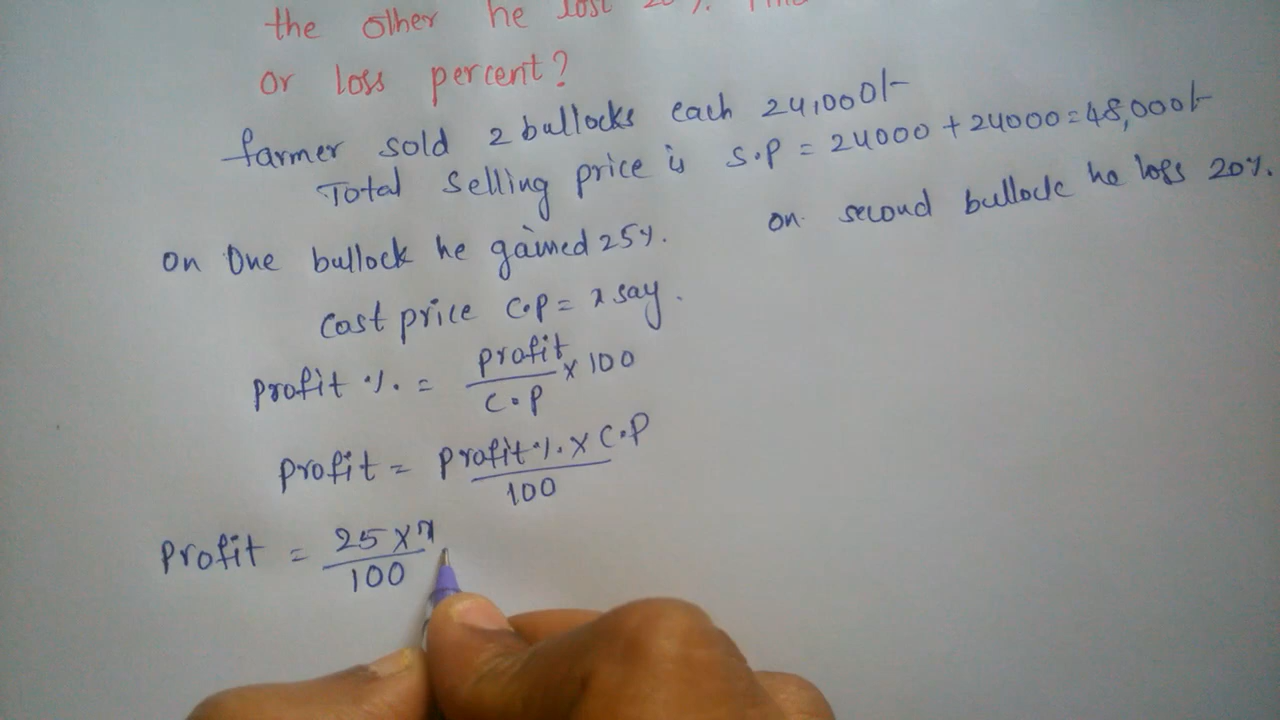 the other he lost 20%.
or loss percent?
farmer sold 2 bullocks each 24,000/-
Total selling price is S.P = 24000 + 24000 = 48,000/-
on One bullock he gained 25%. on second bullock he loss 20%.
Cost price C.P = x say.
Profit %. = profit/C.P x 100
Profit = Profit %. x C.P/100
Profit = 25 x x/100